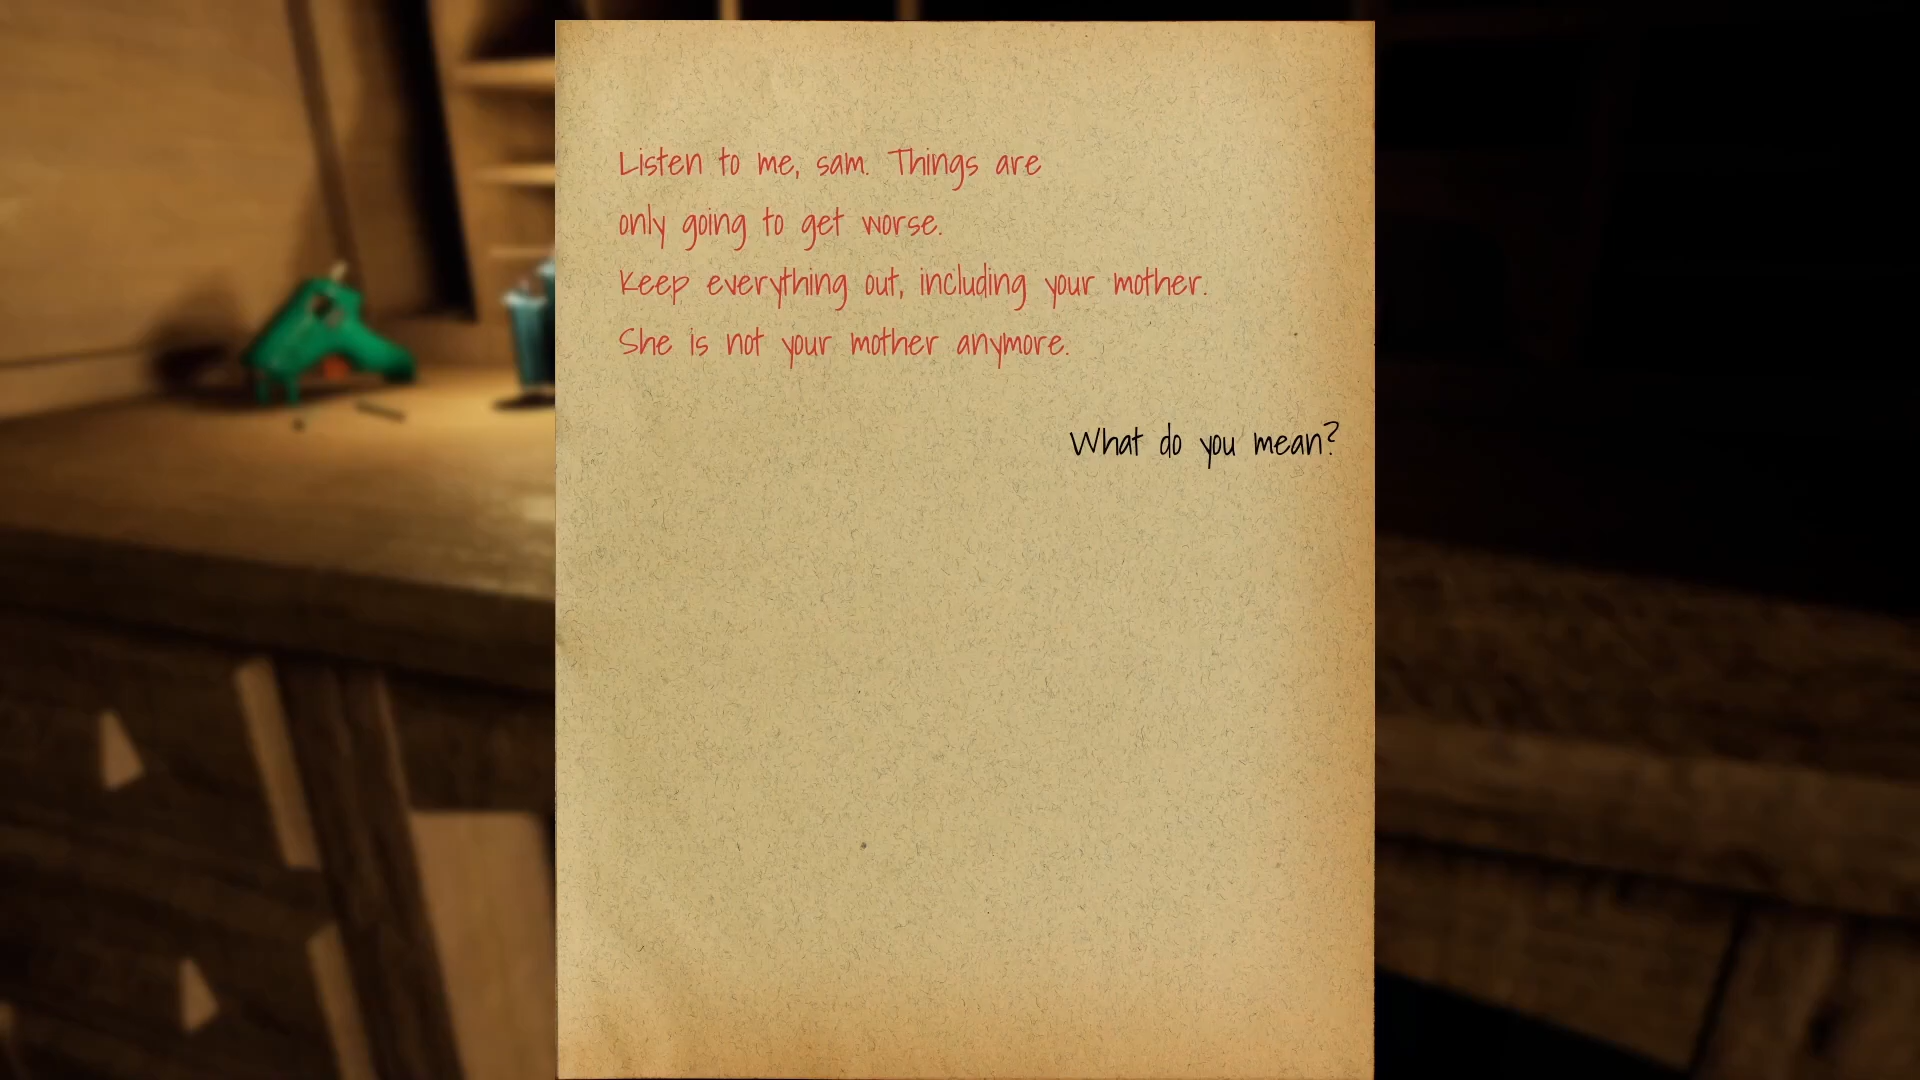 Listen to me, sam. Things are
only going to get worse.
Keep everything out, including your mother.
She is not your mother anymore.
What do you mean?